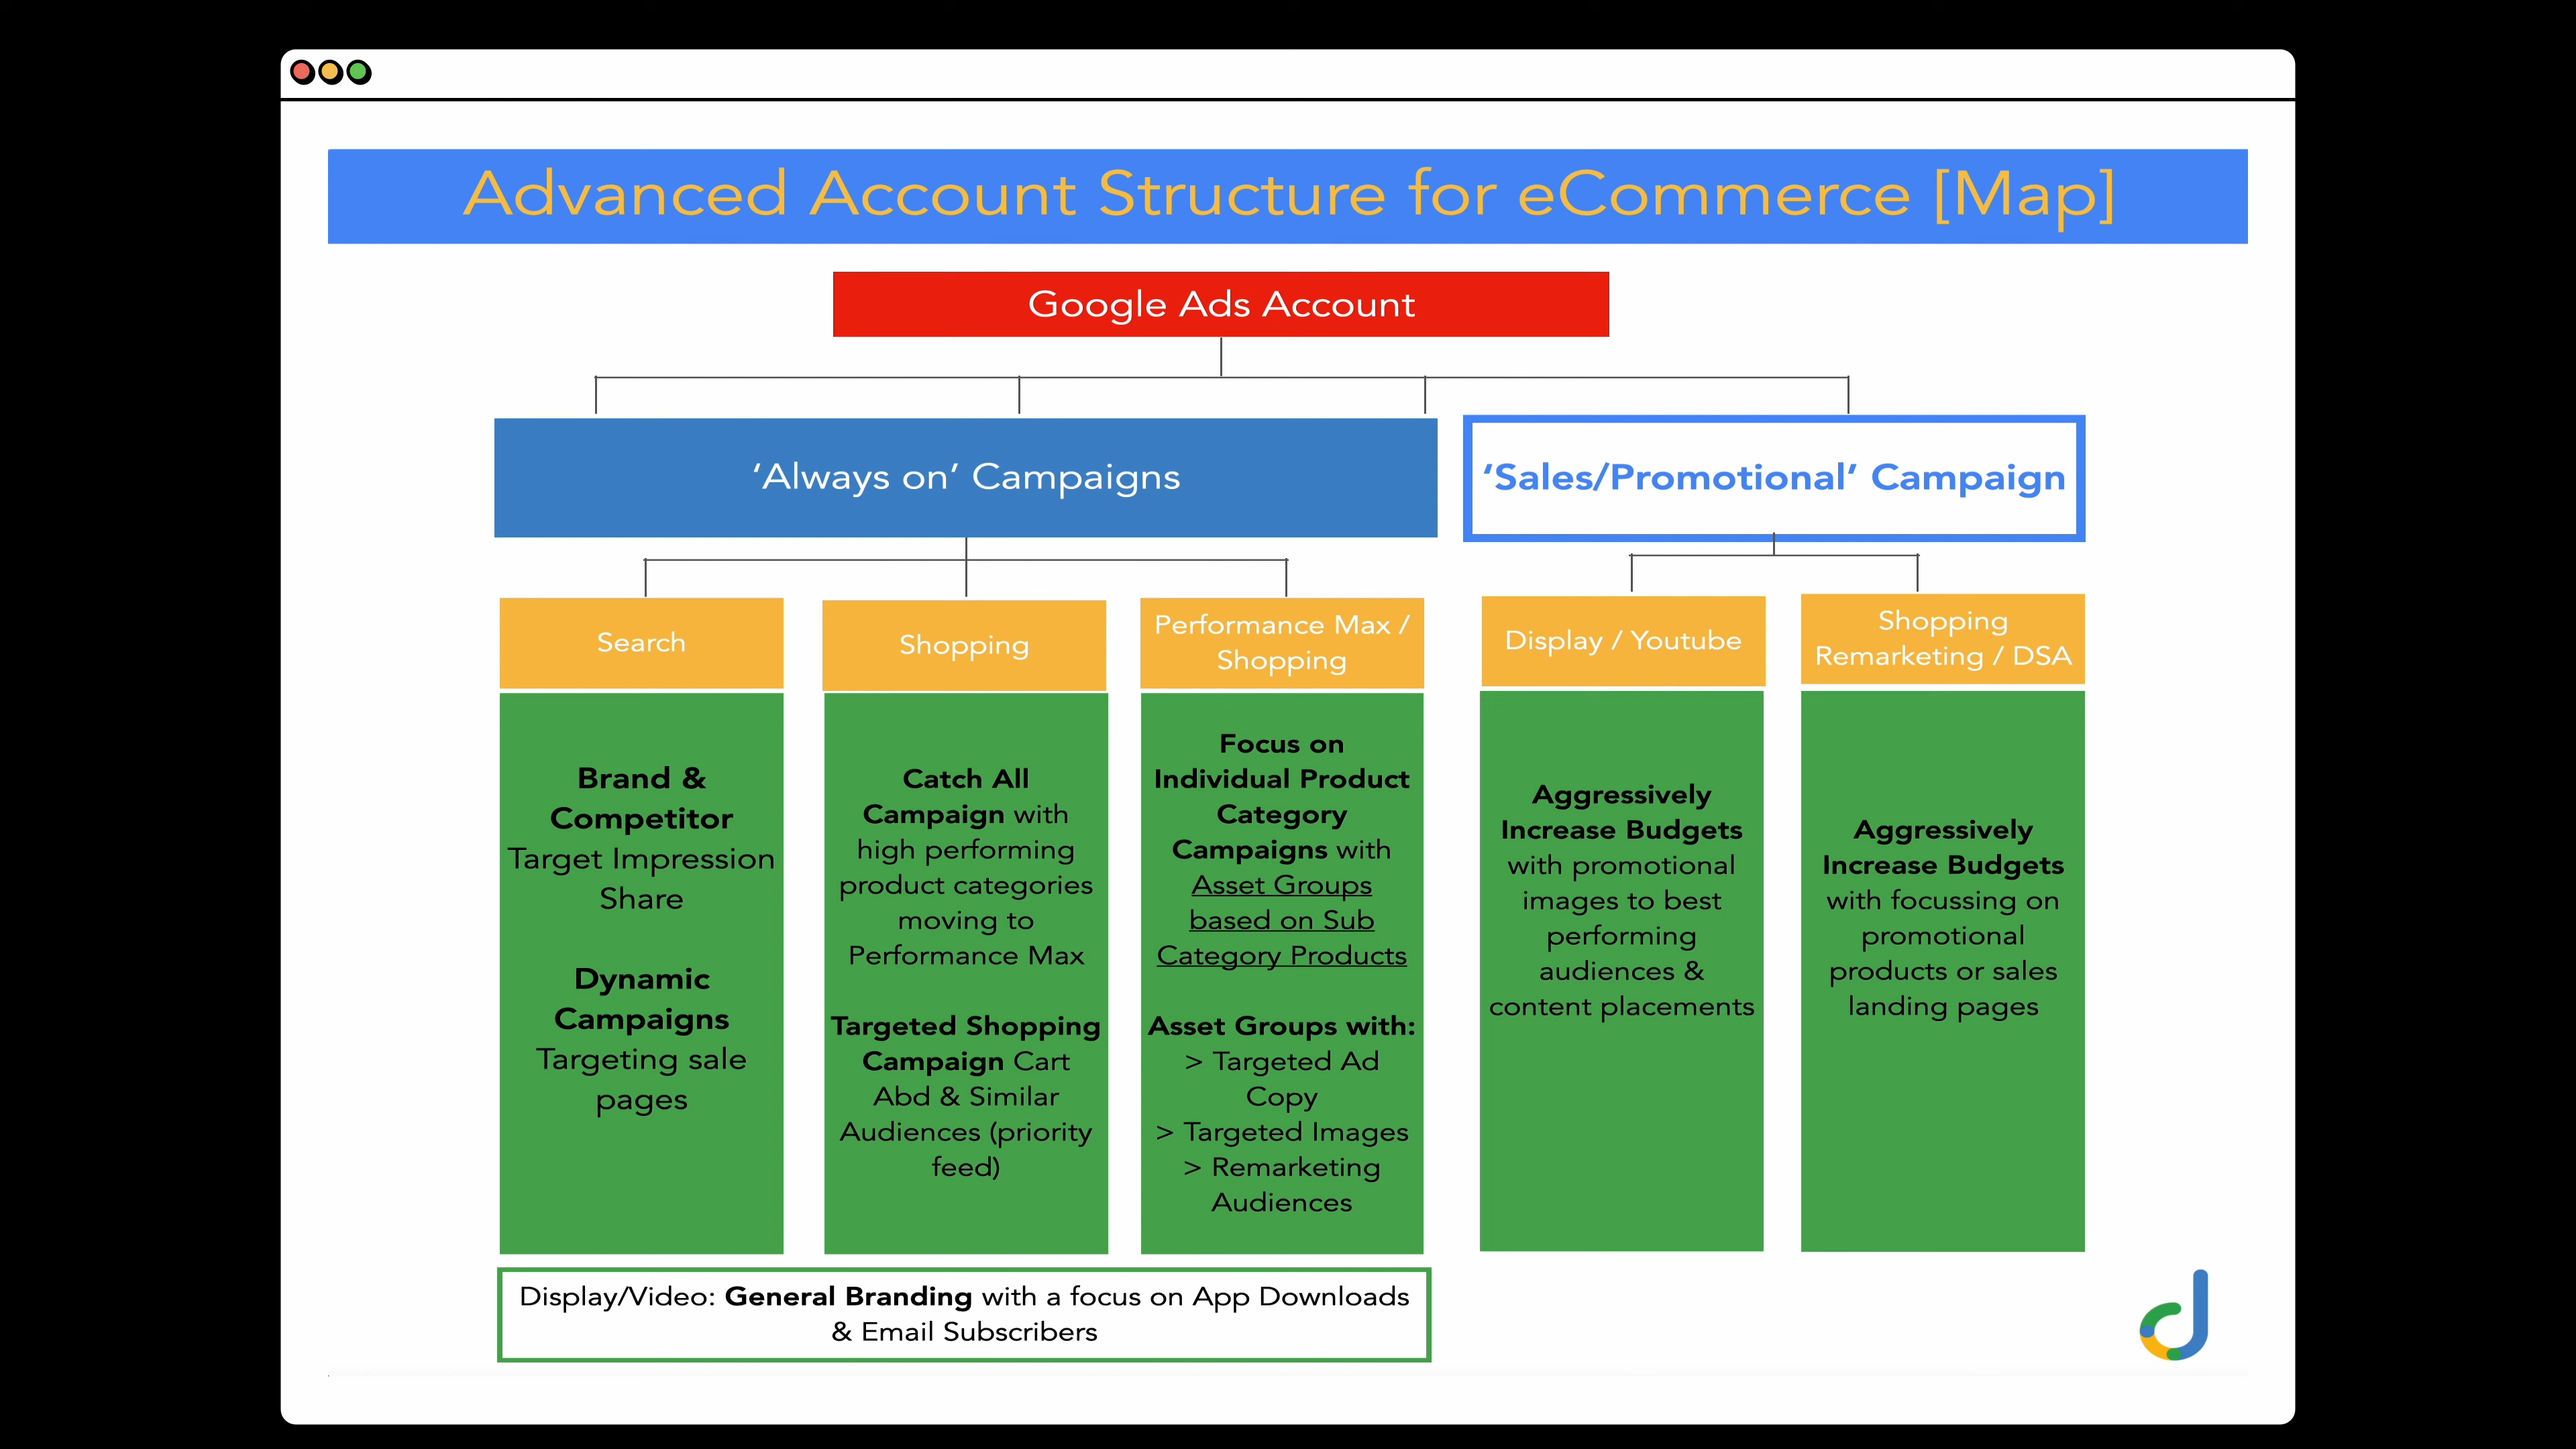 Advanced Account Structure for eCommerce [Map]
Google Ads Account
‘Always on’ Campaigns
‘Sales/Promotional’ Campaign
Search
Shopping
Performance Max /
Shopping
Display / Youtube
Shopping
Remarketing / DSA
Brand &
Competitor
Target Impression
Share
Dynamic
Campaigns
Targeting sale
pages
Catch All
Campaign with
high performing
product categories
moving to
Performance Max
Targeted Shopping
Campaign Cart
Abd & Similar
Audiences (priority
feed)
Focus on
Individual Product
Category
Campaigns with
Asset Groups
based on Sub
Category Products
Asset Groups with:
> Targeted Ad
Copy
> Targeted Images
> Remarketing
Audiences
Aggressively
Increase Budgets
with promotional
images to best
performing
audiences &
content placements
Aggressively
Increase Budgets
with focussing on
promotional
products or sales
landing pages
Display/Video: General Branding with a focus on App Downloads
& Email Subscribers